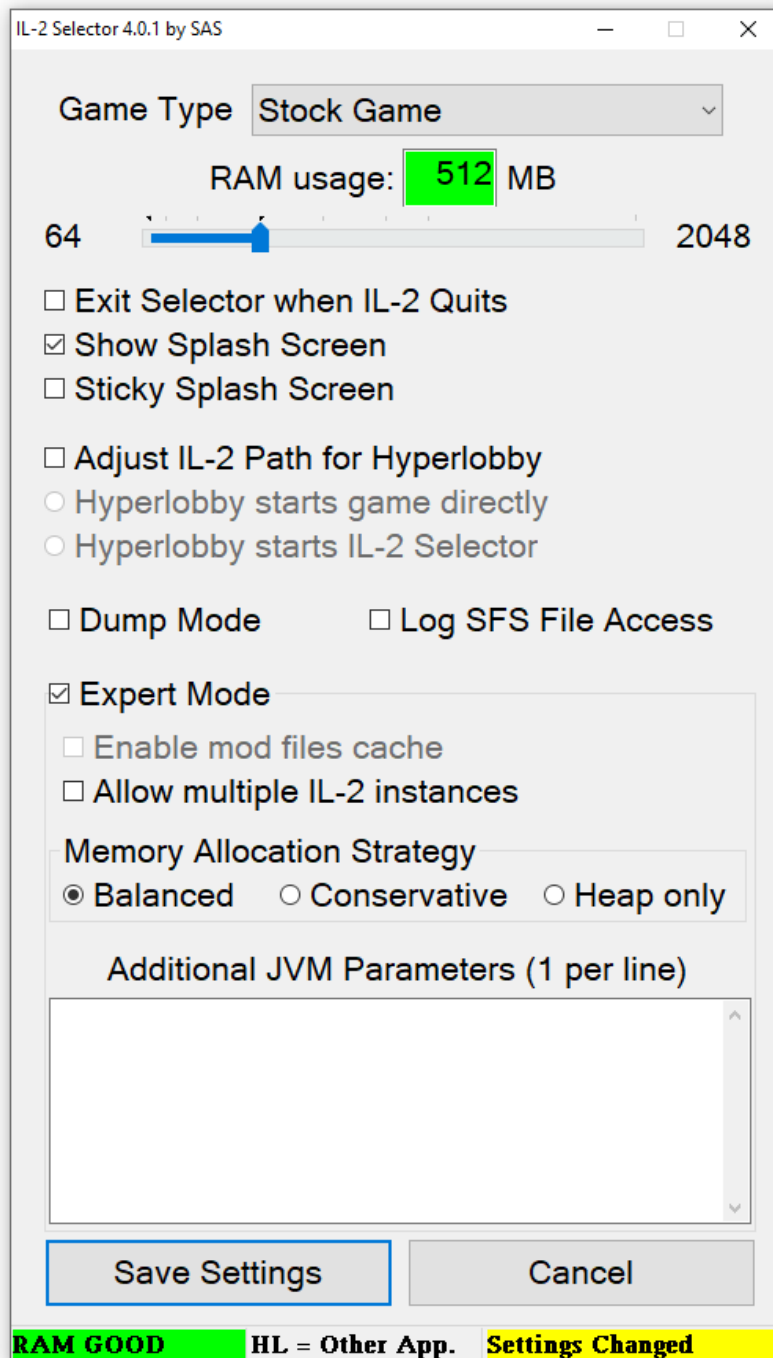 IL-2 Selector 4.0.1 by SAS
Game Type Stock Game
RAM usage: 512 MB
64 2048
Exit Selector when IL-2 Quits
Show Splash Screen
Sticky Splash Screen
Adjust IL-2 Path for Hyperlobby
Hyperlobby starts game directly
Hyperlobby starts IL-2 Selector
Dump Mode Log SFS File Access
Expert Mode
Enable mod files cache
Allow multiple IL-2 instances
Memory Allocation Strategy
Balanced Conservative Heap only
Additional JVM Parameters (1 per line)
Save Settings Cancel
RAM GOOD HL = Other App. Settings Changed